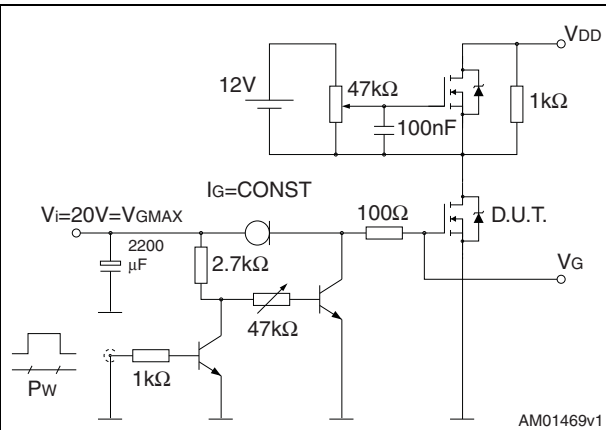 VDD
12V
47kΩ
1kΩ
100nF
IG=CONST
Vi=20V=VGMAX
100Ω
D.U.T.
2200
μF
2.7kΩ
VG
47kΩ
1kΩ
PW
AM01469v1